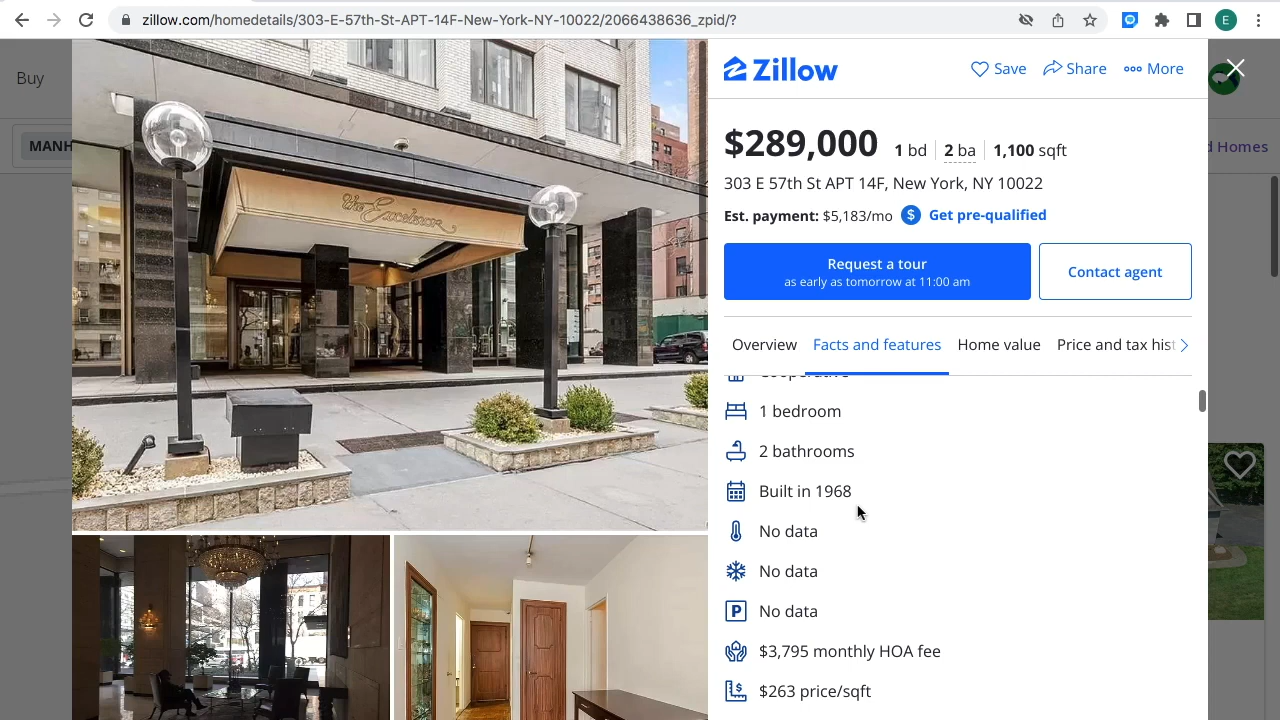 zillow.com/homedetails/303-E-57th-St-APT-14F-New-York-NY-10022/2066438636_zpid/?
E
Buy
MANH
d Homes
the Excelsior
Zillow
Save
Share
More
$289,000
1 bd
2 ba
1,100 sqft
303 E 57th St APT 14F, New York, NY 10022
Est. payment: $5,183/mo
$
Get pre-qualified
Request a tour
as early as tomorrow at 11:00 am
Contact agent
Overview
Facts and features
Home value
Price and tax hist
Cooperative
1 bedroom
2 bathrooms
Built in 1968
No data
No data
P
No data
$3,795 monthly HOA fee
$
$263 price/sqft